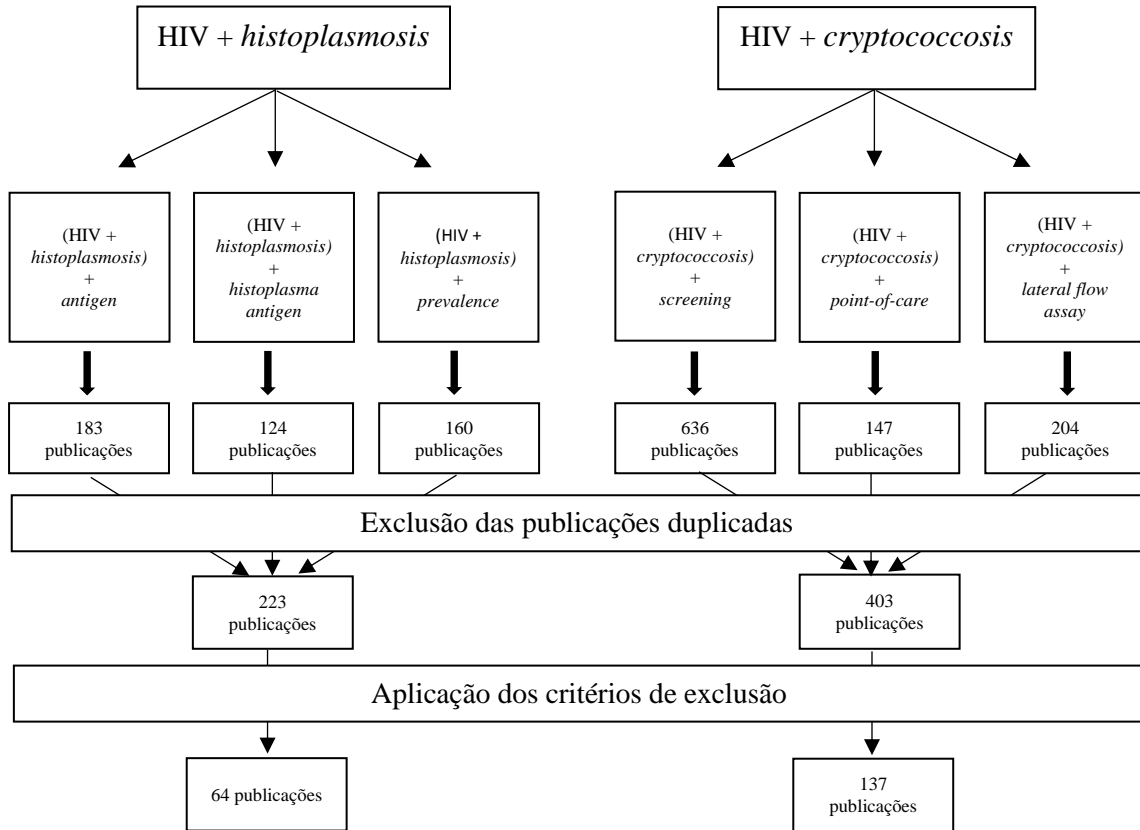 HIV + histoplasmosis
HIV + cryptococcosis
(HIV +
histoplasmosis)
+
antigen
(HIV +
histoplasmosis)
+
histoplasma
antigen
(HIV +
histoplasmosis)
+
prevalence
(HIV +
cryptococcosis)
+
screening
(HIV +
cryptococcosis)
+
point-of-care
(HIV +
cryptococcosis)
+
lateral flow
assay
183
publicações
124
publicações
160
publicações
636
publicações
147
publicações
204
publicações
Exclusão das publicações duplicadas
223
publicações
403
publicações
Aplicação dos critérios de exclusão
64 publicações
137
publicações